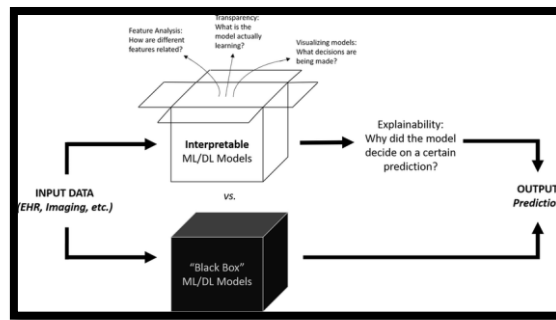 Feature Analysis:
How are different
features related?
Transparency:
What is the
model actually
learning?
Visualizing models:
What decisions are
being made?
Interpretable
ML/DL Models
Explainability:
Why did the model
decide on a certain
prediction?
INPUT DATA
(EHR, Imaging, etc.)
vs.
OUTPUT
Prediction
"Black Box"
ML/DL Models